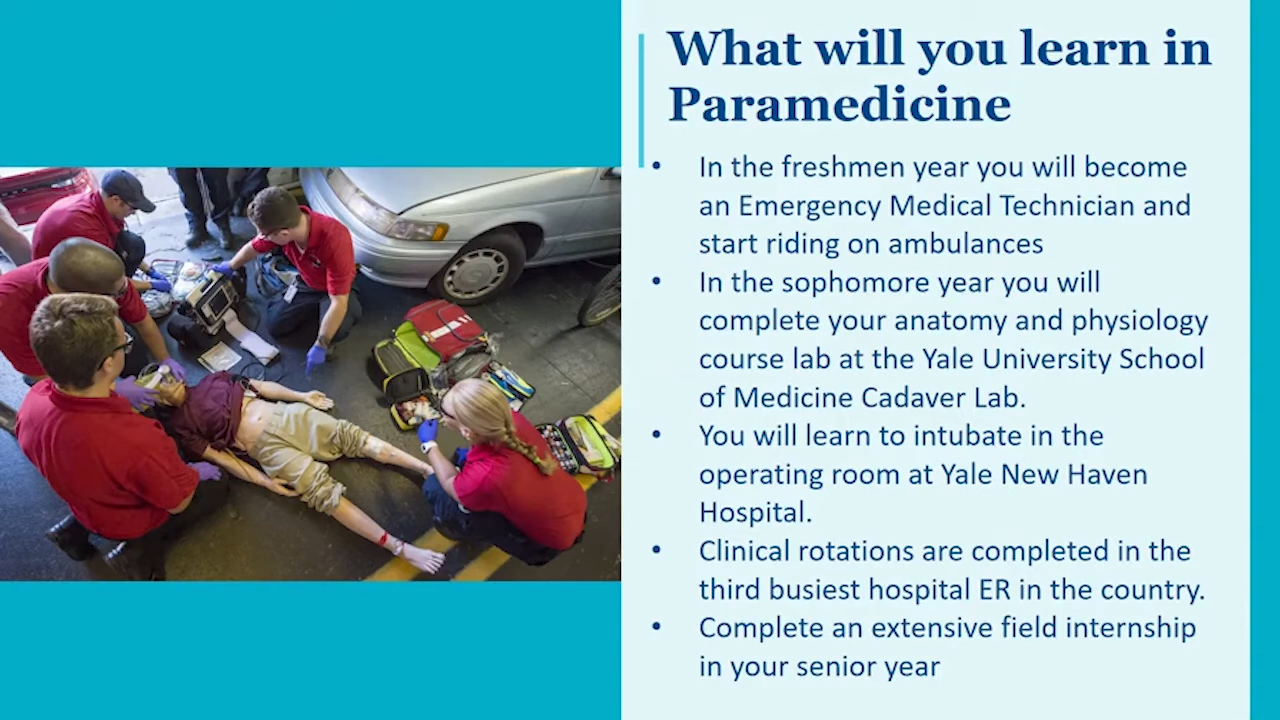 What will you learn in
Paramedicine
• In the freshmen year you will become
an Emergency Medical Technician and
start riding on ambulances
• In the sophomore year you will
complete your anatomy and physiology
course lab at the Yale University School
of Medicine Cadaver Lab.
• You will learn to intubate in the
operating room at Yale New Haven
Hospital.
• Clinical rotations are completed in the
third busiest hospital ER in the country.
• Complete an extensive field internship
in your senior year